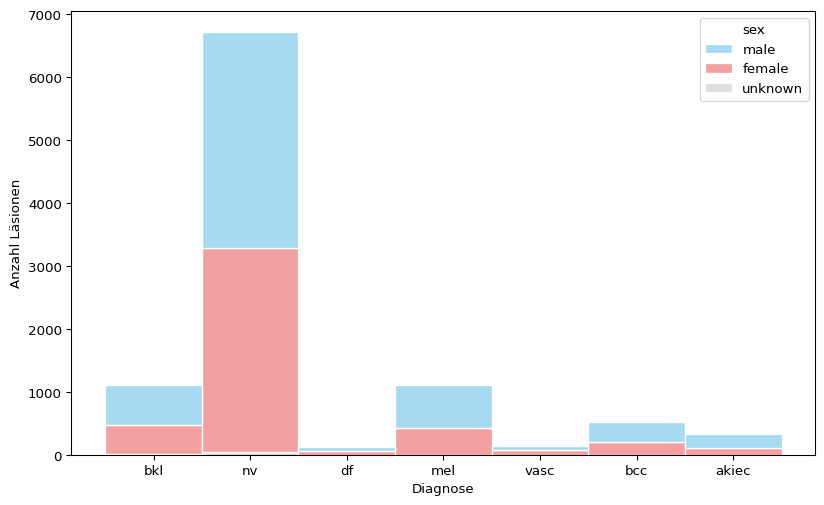 7000
6000
5000
4000
3000
2000
1000
0
Anzahl Läsionen
sex
male
female
unknown
bkl nv df mel vasc bcc akiec
Diagnose